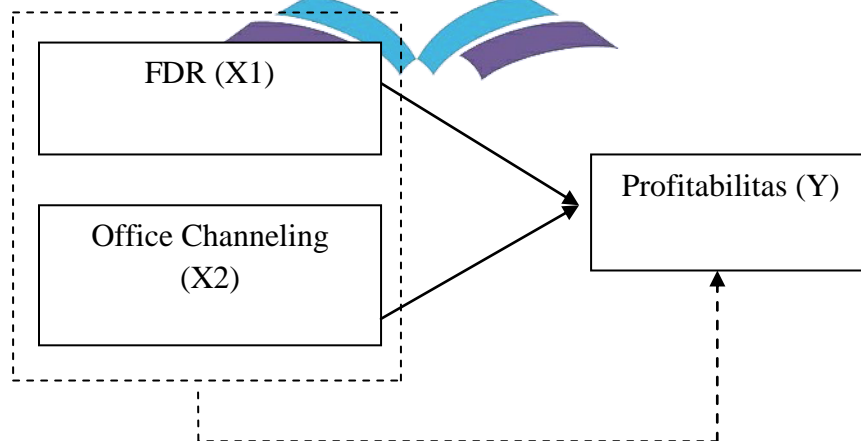 FDR (X1)
Profitabilitas (Y)
Office Channeling
(X2)